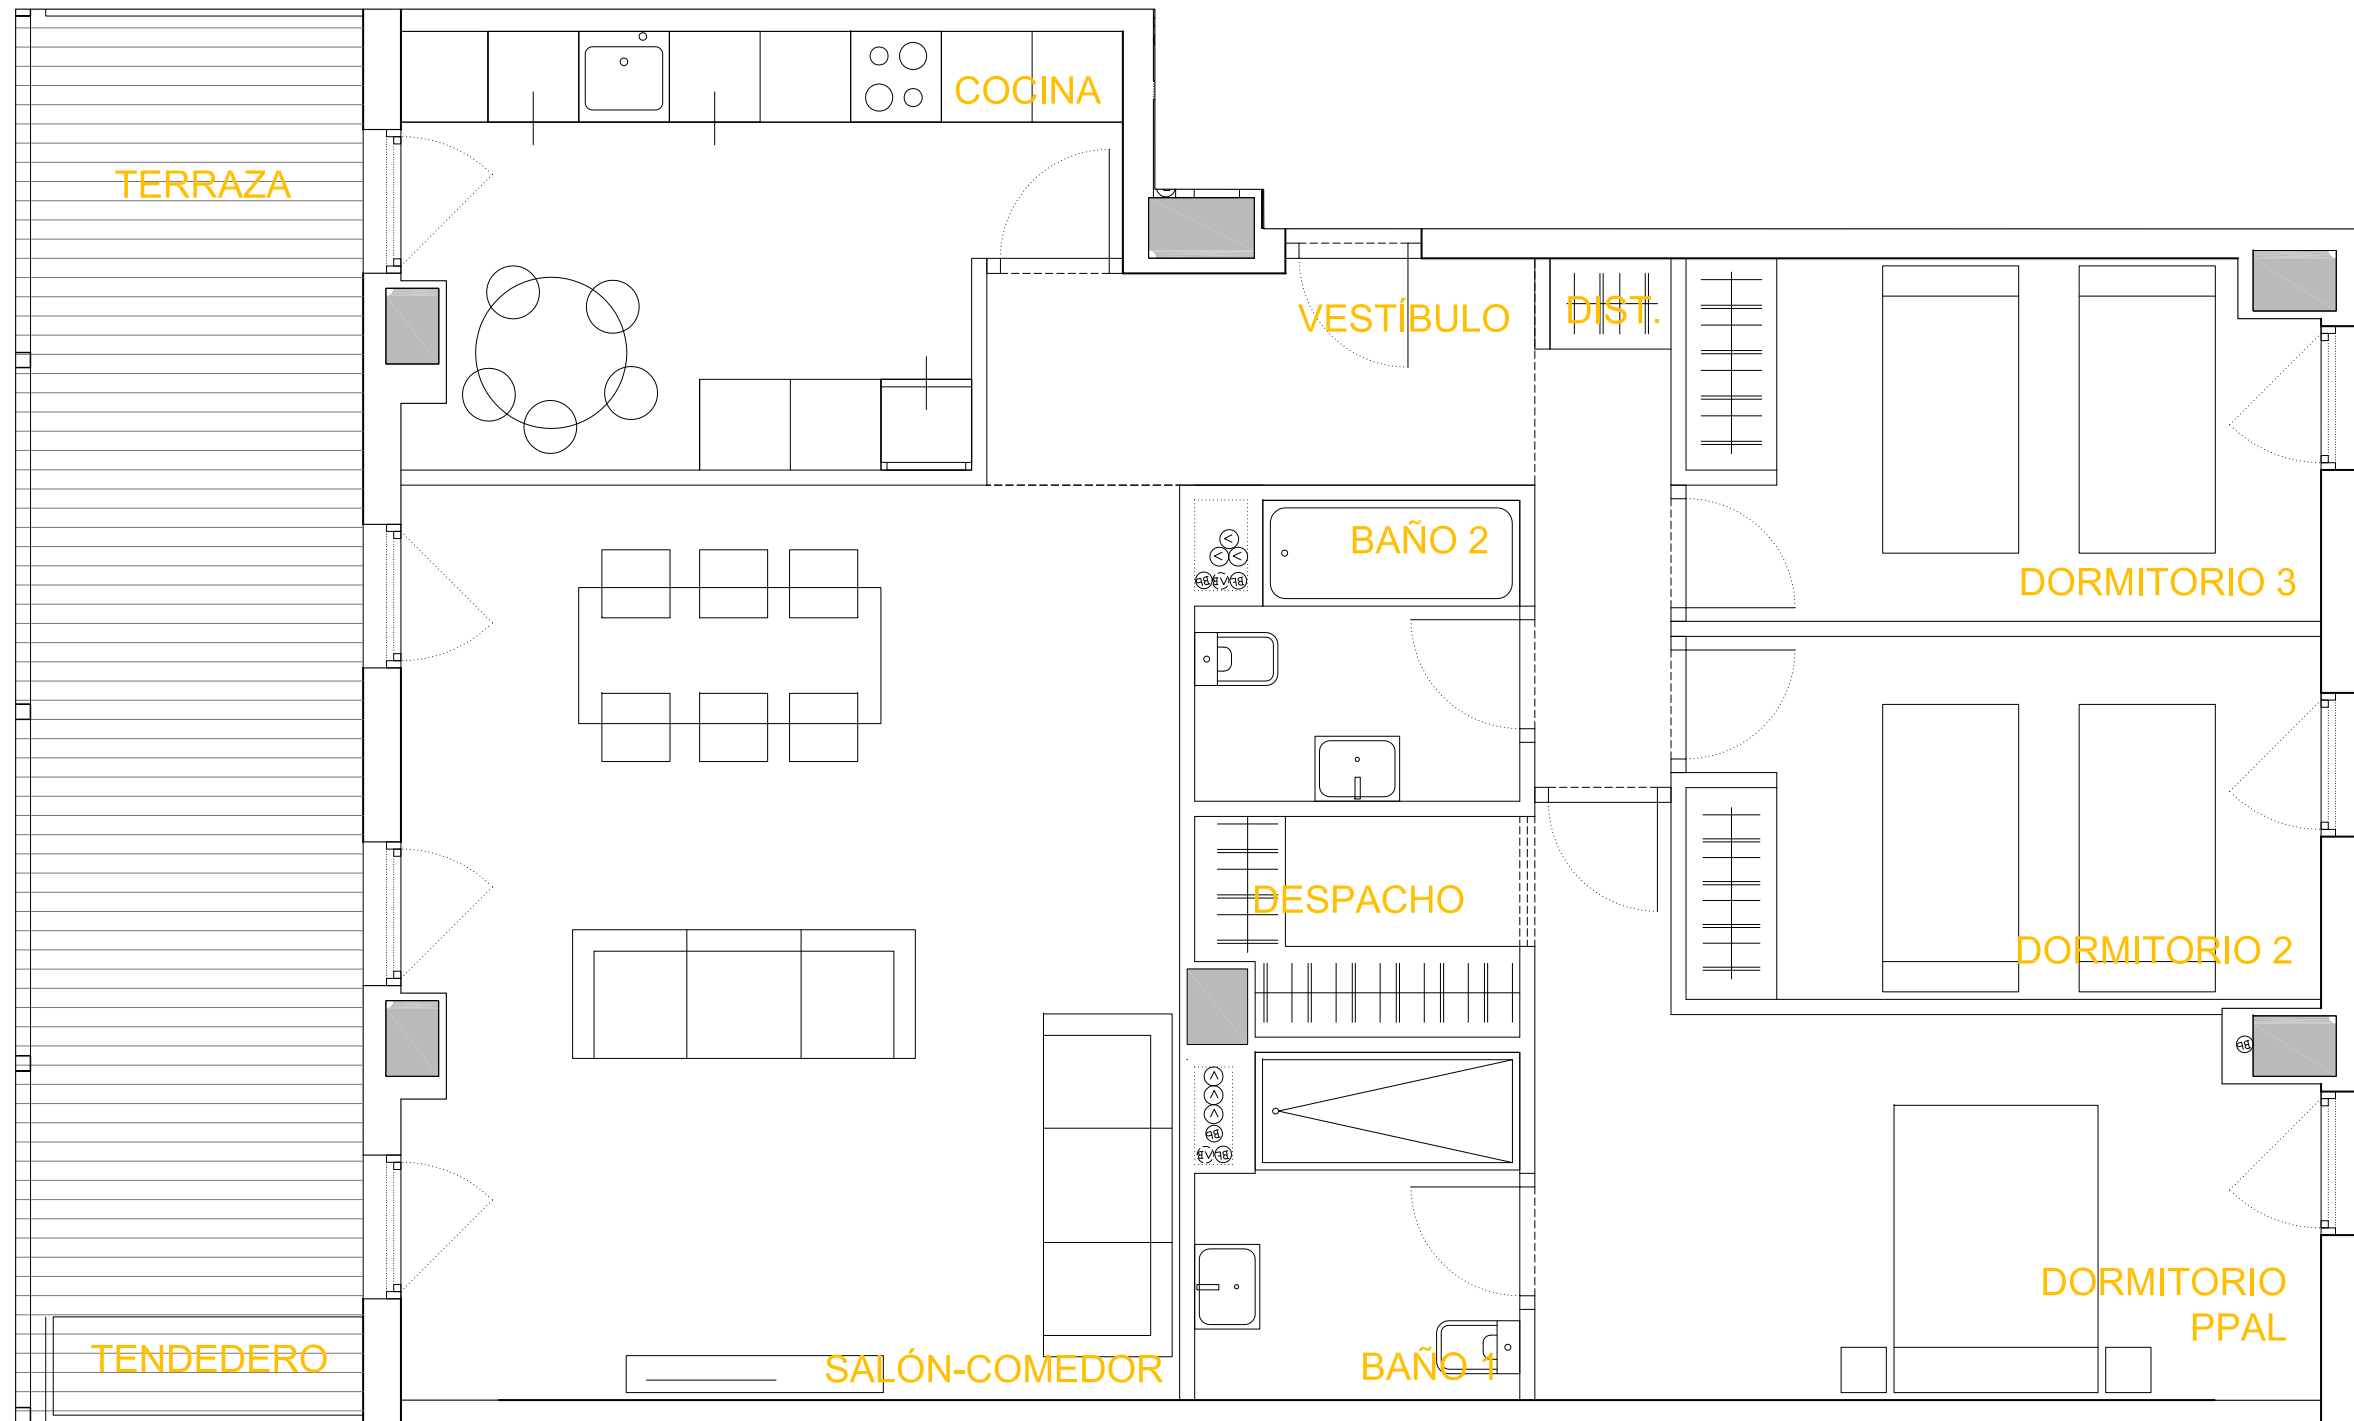 COCINA
TERRAZA
VESTÍBULO
DIST.
BAÑO 2
DORMITORIO 3
DESPACHO
DORMITORIO 2
DORMITORIO
PPAL
TENDEDERO
SALÓN-COMEDOR
BAÑO 1